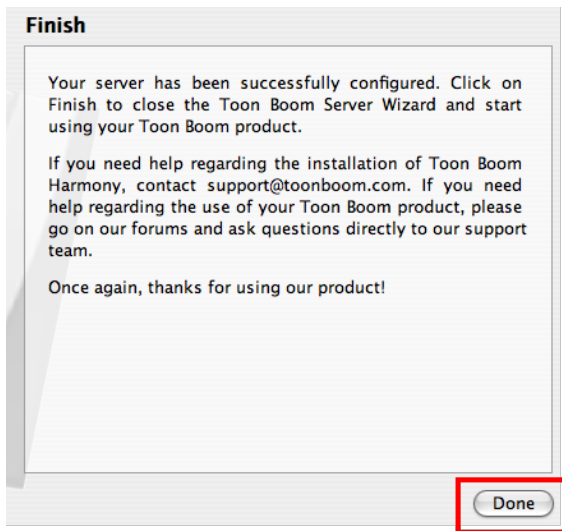 Finish
Your server has been successfully configured. Click on
Finish to close the Toon Boom Server Wizard and start
using your Toon Boom product.
If you need help regarding the installation of Toon Boom
Harmony, contact support@toonboom.com. If you need
help regarding the use of your Toon Boom product, please
go on our forums and ask questions directly to our support
team.
Once again, thanks for using our product!
Done